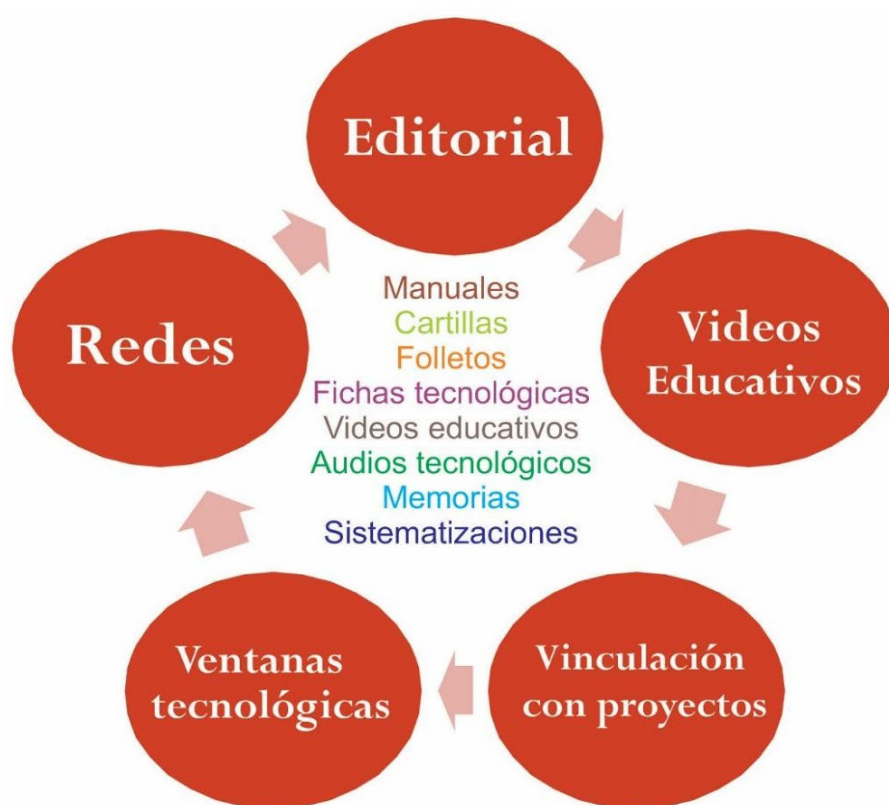 Editorial
Videos
Educativos
Vinculación
con proyectos
Ventanas
tecnológicas
Redes
Manuales
Cartillas
Folletos
Fichas tecnológicas
Videos educativos
Audios tecnológicos
Memorias
Sistematizaciones